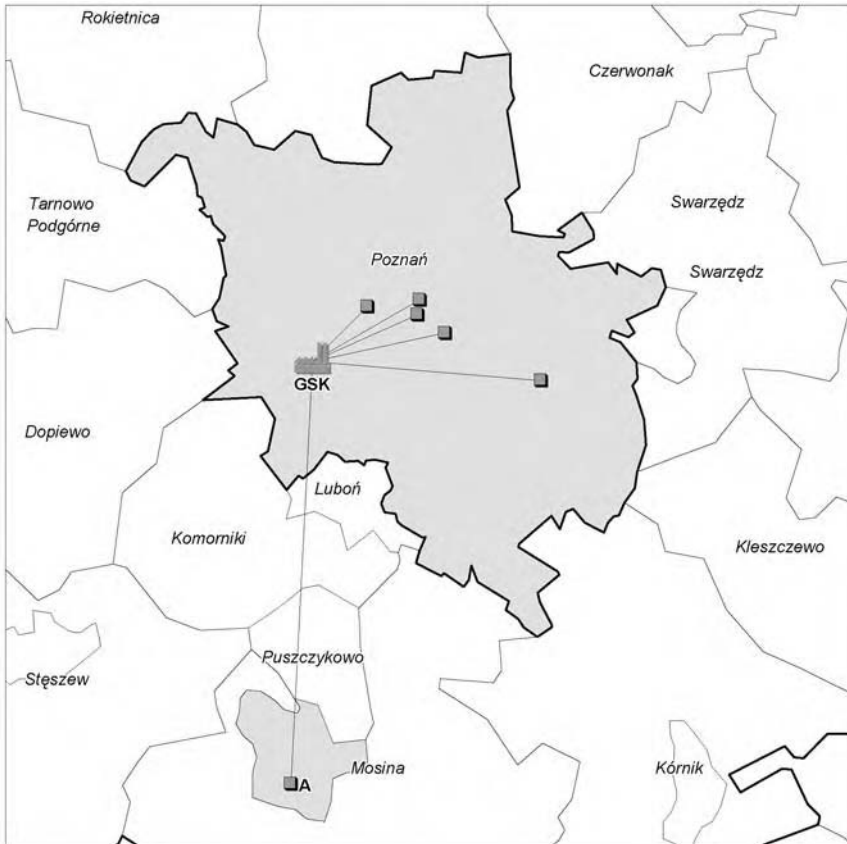 Rokietnica
Czerwonak
Tarnowo
Podgórne
Swarzędz
Poznań
Swarzędz
GSK
Dopiewo
Luboń
Komorniki
Kleszczewo
Puszczykowo
Stęszew
Mosina
Kórnik
A